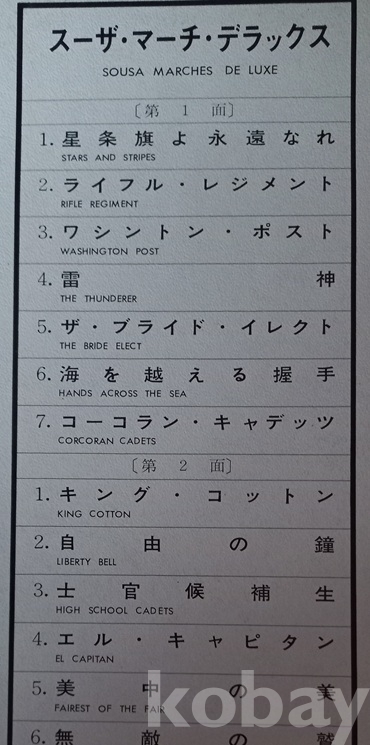 スーザ・マーチ・デラックス
SOUSA MARCHES DE LUXE
〔第1面〕
1. 星条旗よ永遠なれ
STARS AND STRIPES
2. ライフル・レジメント
RIFLE REGIMENT
3. ワシントン・ポスト
WASHINGTON POST
4. 雷神
THE THUNDERER
5. ザ・ブライド・イレクト
THE BRIDE ELECT
6. 海を越える握手
HANDS ACROSS THE SEA
7. コーコラン・キャデッツ
CORCORAN CADETS
〔第2面〕
1. キング・コットン
KING COTTON
2. 自由の鐘
LIBERTY BELL
3. 士官候補生
HIGH SCHOOL CADETS
4. エル・キャピタン
EL CAPITAN
5. 美中の美
FAIREST OF THE FAIR
6. 無敵の鷲
kobay